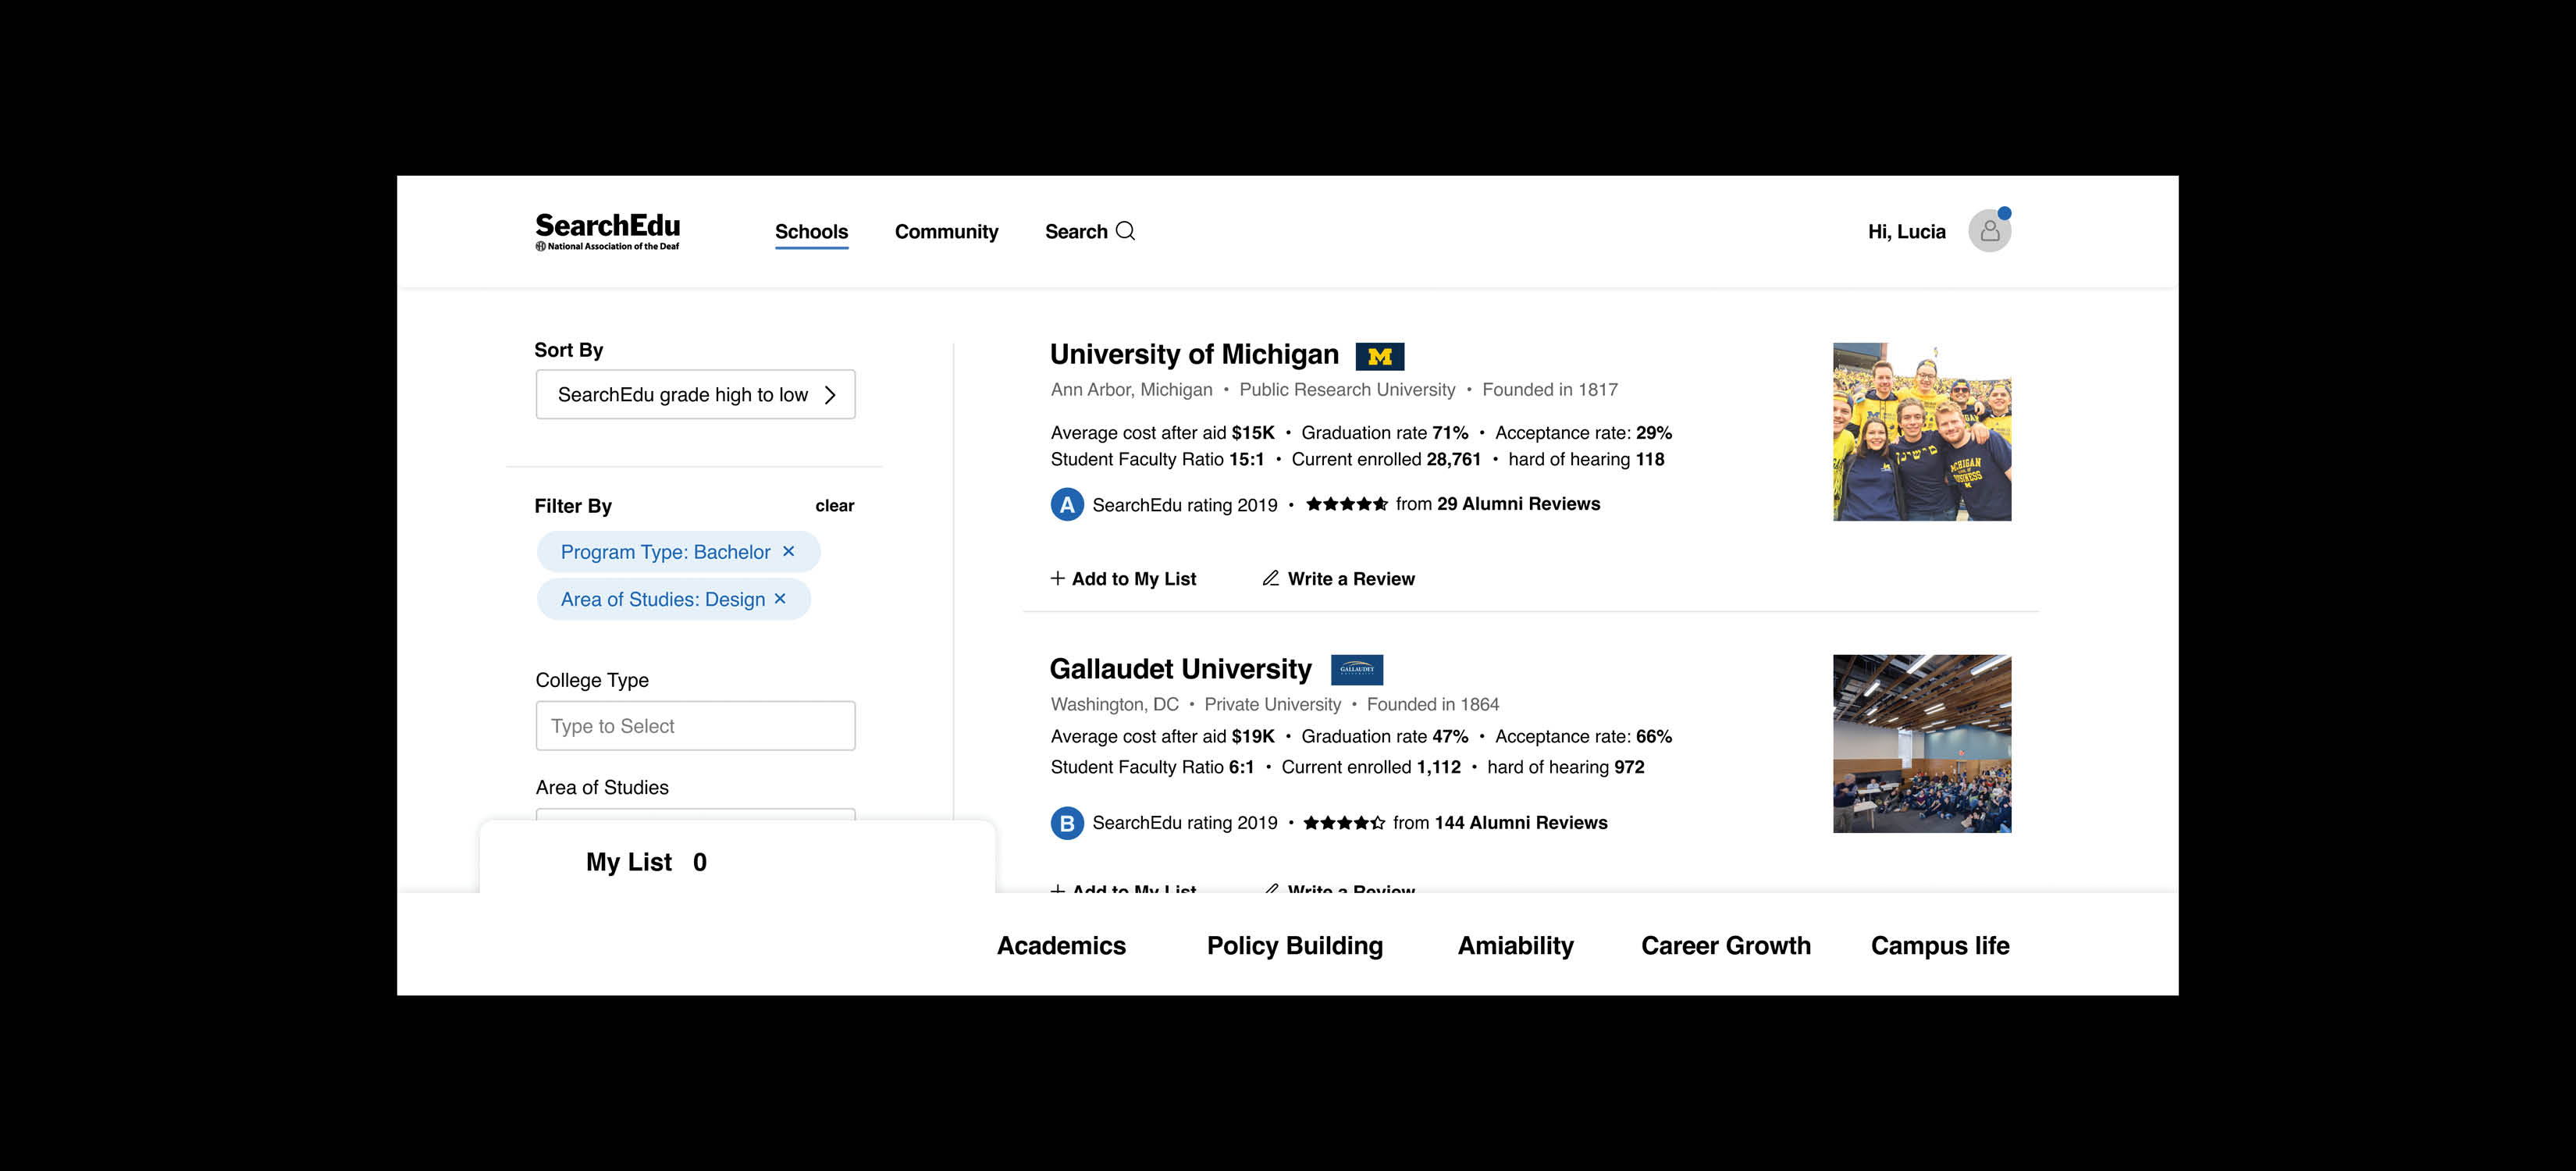 SearchEdu
National Association of the Deaf
Schools
Community
Search
Hi, Lucia
Sort By
SearchEdu grade high to low
Filter By
clear
Program Type: Bachelor ×
Area of Studies: Design ×
College Type
Type to Select
Area of Studies
My List 0
University of Michigan
M
Ann Arbor, Michigan • Public Research University • Founded in 1817
Average cost after aid $15K • Graduation rate 71% • Acceptance rate: 29%
Student Faculty Ratio 15:1 • Current enrolled 28,761 • hard of hearing 118
A SearchEdu rating 2019 • ★★★★★ from 29 Alumni Reviews
+ Add to My List
Write a Review
Gallaudet University
GALLAUDET
UNIVERSITY
Washington, DC • Private University • Founded in 1864
Average cost after aid $19K • Graduation rate 47% • Acceptance rate: 66%
Student Faculty Ratio 6:1 • Current enrolled 1,112 • hard of hearing 972
B SearchEdu rating 2019 • ★★★★☆ from 144 Alumni Reviews
+ Add to My List
Write a Review
Academics
Policy Building
Amiability
Career Growth
Campus life